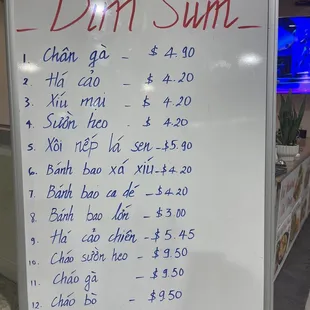 Dim Sum
1. Chân gà - $4.90
2. Há cảo - $4.20
3. Xíu mại - $4.20
4. Sườn heo - $4.20
5. Xôi nếp lá sen - $5.90
6. Bánh bao xá xíu - $4.20
7. Bánh bao ca dé - $4.20
8. Bánh bao lớn - $3.00
9. Há cảo chiên - $5.45
10. Cháo sườn heo - $9.50
11. Cháo gà - $9.50
12. Cháo bò - $9.50